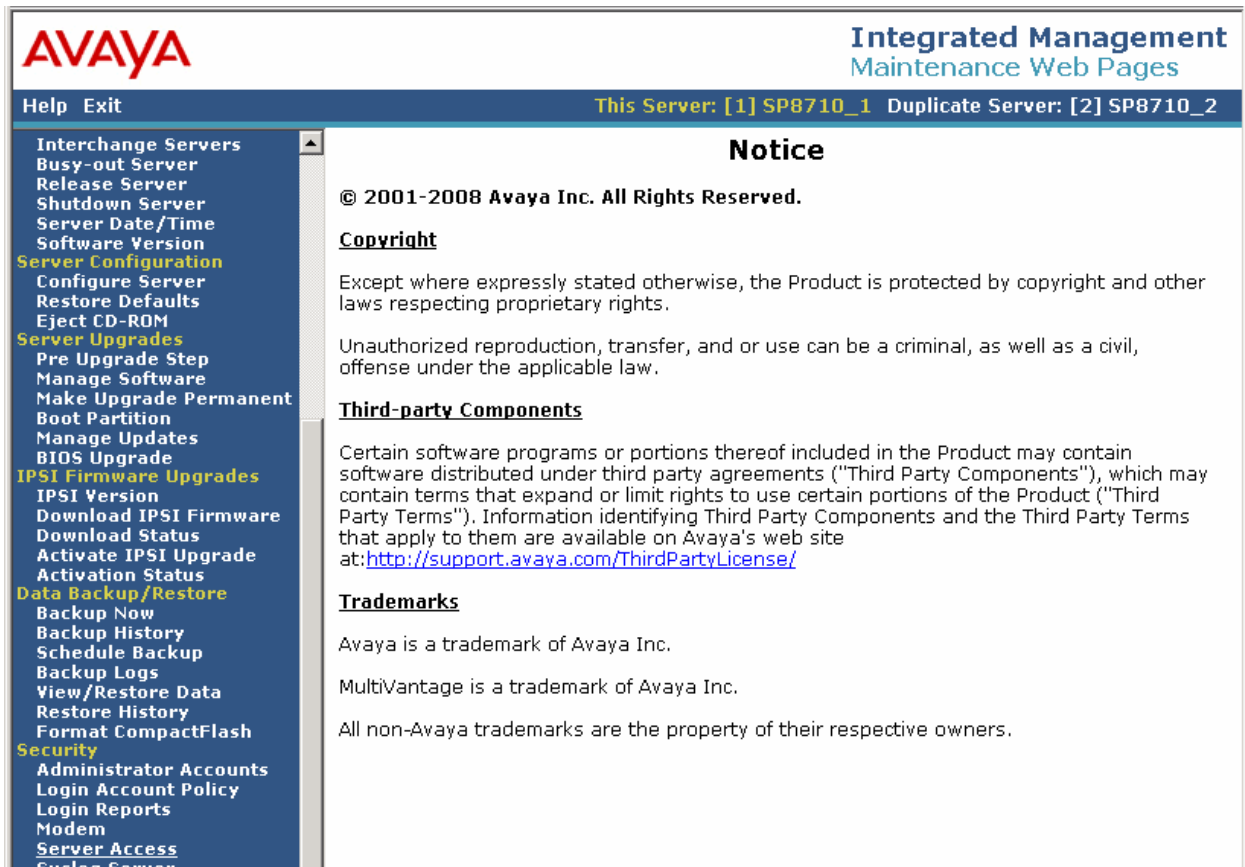 AVAYA
Integrated Management
Maintenance Web Pages
Help Exit
This Server: [1] SP8710_1 Duplicate Server: [2] SP8710_2
Interchange Servers
Busy-out Server
Release Server
Shutdown Server
Server Date/Time
Software Version
Server Configuration
Configure Server
Restore Defaults
Eject CD-ROM
Server Upgrades
Pre Upgrade Step
Manage Software
Make Upgrade Permanent
Boot Partition
Manage Updates
BIOS Upgrade
IPSI Firmware Upgrades
IPSI Version
Download IPSI Firmware
Download Status
Activate IPSI Upgrade
Activation Status
Data Backup/Restore
Backup Now
Backup History
Schedule Backup
Backup Logs
View/Restore Data
Restore History
Format CompactFlash
Security
Administrator Accounts
Login Account Policy
Login Reports
Modem
Server Access
Syslog Server
Notice
© 2001-2008 Avaya Inc. All Rights Reserved.
Copyright
Except where expressly stated otherwise, the Product is protected by copyright and other
laws respecting proprietary rights.
Unauthorized reproduction, transfer, and or use can be a criminal, as well as a civil,
offense under the applicable law.
Third-party Components
Certain software programs or portions thereof included in the Product may contain
software distributed under third party agreements ("Third Party Components"), which may
contain terms that expand or limit rights to use certain portions of the Product ("Third
Party Terms"). Information identifying Third Party Components and the Third Party Terms
that apply to them are available on Avaya's web site
at:http://support.avaya.com/ThirdPartyLicense/
Trademarks
Avaya is a trademark of Avaya Inc.
MultiVantage is a trademark of Avaya Inc.
All non-Avaya trademarks are the property of their respective owners.